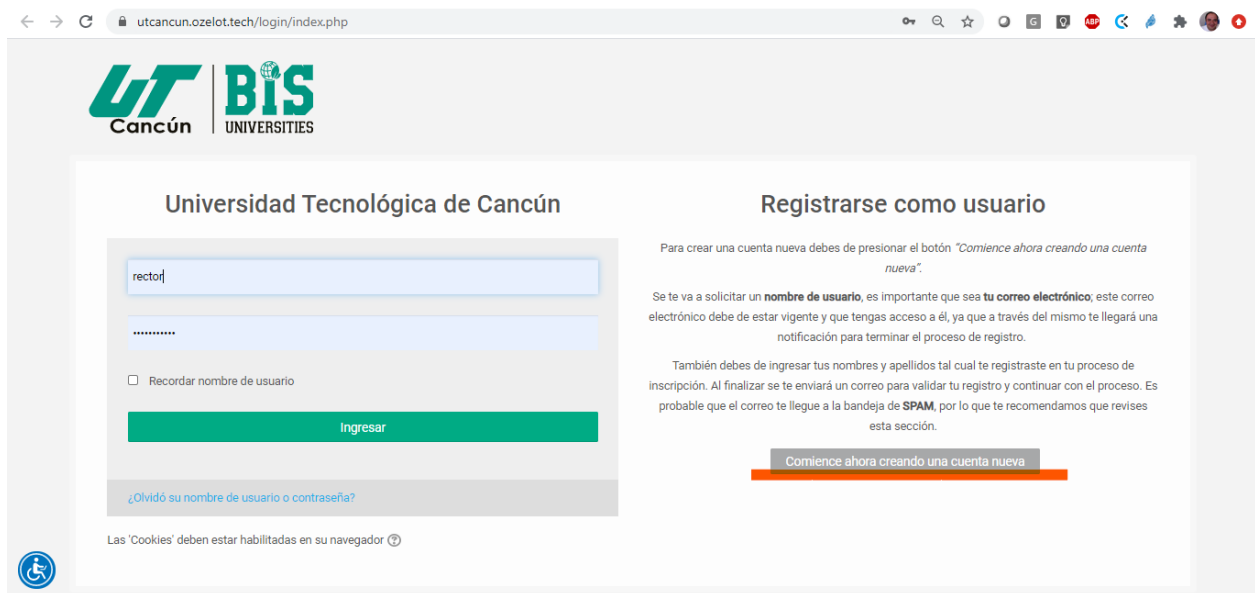 utcancun.ozelot.tech/login/index.php
G
ABP
UT
Cancún
BIS
UNIVERSITIES
Universidad Tecnológica de Cancún
rector
•••••••••••
Recordar nombre de usuario
Ingresar
¿Olvidó su nombre de usuario o contraseña?
Las 'Cookies' deben estar habilitadas en su navegador ?
Registrarse como usuario
Para crear una cuenta nueva debes de presionar el botón "Comience ahora creando una cuenta
nueva".
Se te va a solicitar un nombre de usuario, es importante que sea tu correo electrónico; este correo
electrónico debe de estar vigente y que tengas acceso a él, ya que a través del mismo te llegará una
notificación para terminar el proceso de registro.
También debes de ingresar tus nombres y apellidos tal cual te registraste en tu proceso de
inscripción. Al finalizar se te enviará un correo para validar tu registro y continuar con el proceso. Es
probable que el correo te llegue a la bandeja de SPAM, por lo que te recomendamos que revises
esta sección.
Comience ahora creando una cuenta nueva